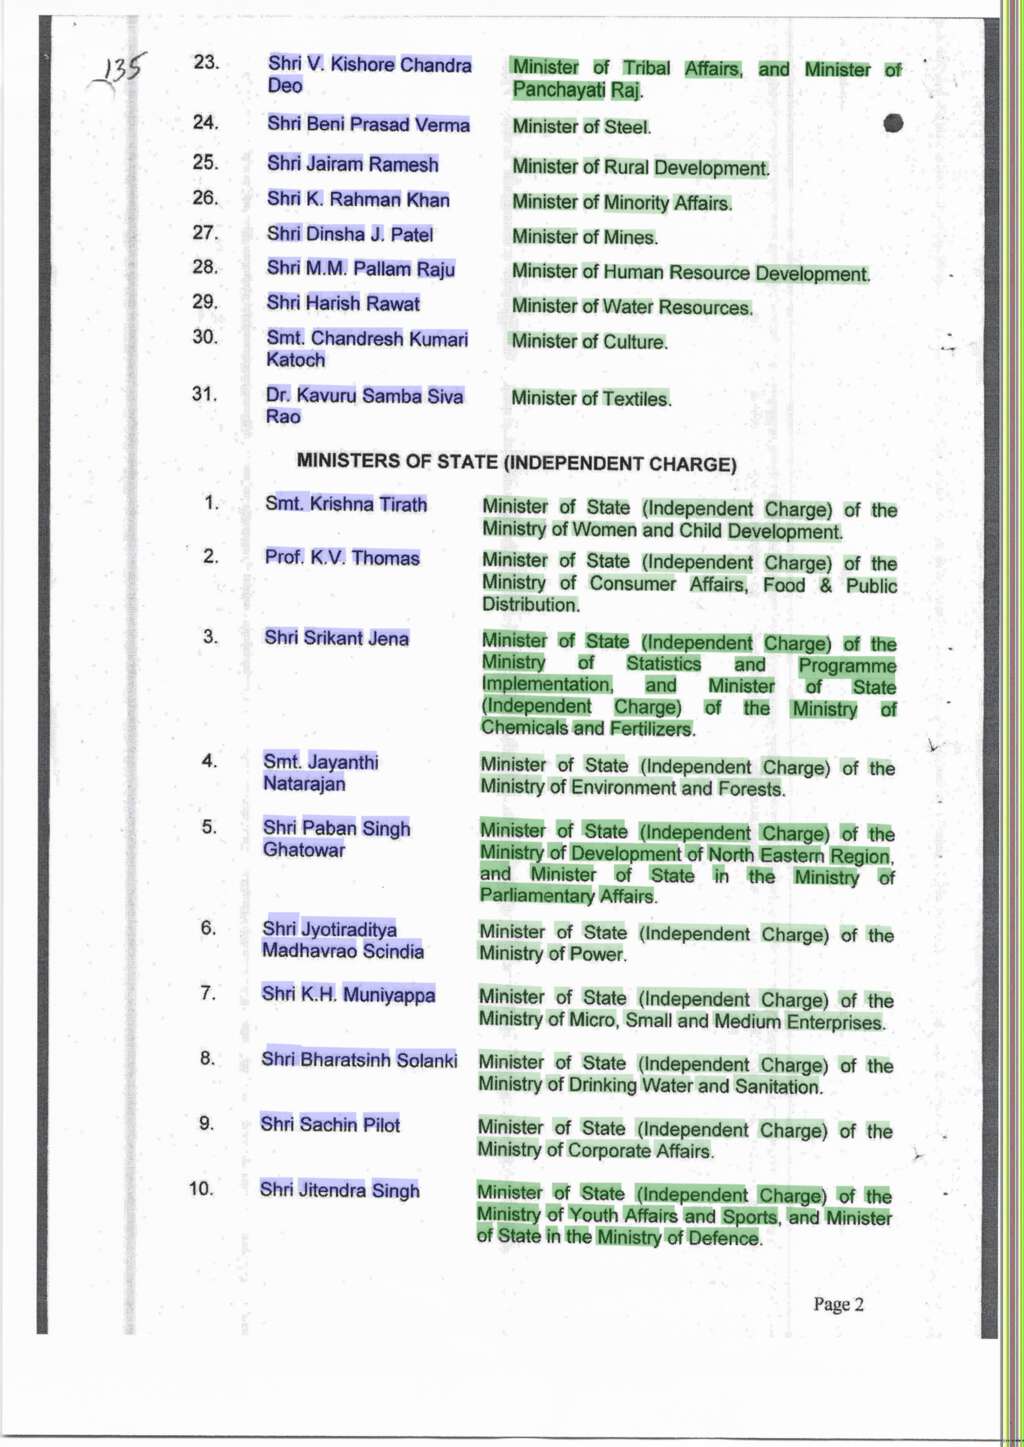 135
23. Shri V. Kishore Chandra Minister of Tribal Affairs, and Minister of
Deo Panchayati Raj.
24. Shri Beni Prasad Verma Minister of Steel.
25. Shri Jairam Ramesh Minister of Rural Development.
26. Shri K. Rahman Khan Minister of Minority Affairs.
27. Shri Dinsha J. Patel Minister of Mines.
28. Shri M.M. Pallam Raju Minister of Human Resource Development.
29. Shri Harish Rawat Minister of Water Resources.
30. Smt. Chandresh Kumari Minister of Culture.
Katoch
31. Dr. Kavuru Samba Siva Minister of Textiles.
Rao
MINISTERS OF STATE (INDEPENDENT CHARGE)
1. Smt. Krishna Tirath Minister of State (Independent Charge) of the
Ministry of Women and Child Development.
2. Prof. K.V. Thomas Minister of State (Independent Charge) of the
Ministry of Consumer Affairs, Food & Public
Distribution.
3. Shri Srikant Jena Minister of State (Independent Charge) of the
Ministry of Statistics and Programme
Implementation, and Minister of State
(Independent Charge) of the Ministry of
Chemicals and Fertilizers.
4. Smt. Jayanthi Minister of State (Independent Charge) of the
Natarajan Ministry of Environment and Forests.
5. Shri Paban Singh Minister of State (Independent Charge) of the
Ghatowar Ministry of Development of North Eastern Region,
and Minister of State in the Ministry of
Parliamentary Affairs.
6. Shri Jyotiraditya Minister of State (Independent Charge) of the
Madhavrao Scindia Ministry of Power.
7. Shri K.H. Muniyappa Minister of State (Independent Charge) of the
Ministry of Micro, Small and Medium Enterprises.
8. Shri Bharatsinh Solanki Minister of State (Independent Charge) of the
Ministry of Drinking Water and Sanitation.
9. Shri Sachin Pilot Minister of State (Independent Charge) of the
Ministry of Corporate Affairs.
10. Shri Jitendra Singh Minister of State (Independent Charge) of the
Ministry of Youth Affairs and Sports, and Minister
of State in the Ministry of Defence.
Page 2